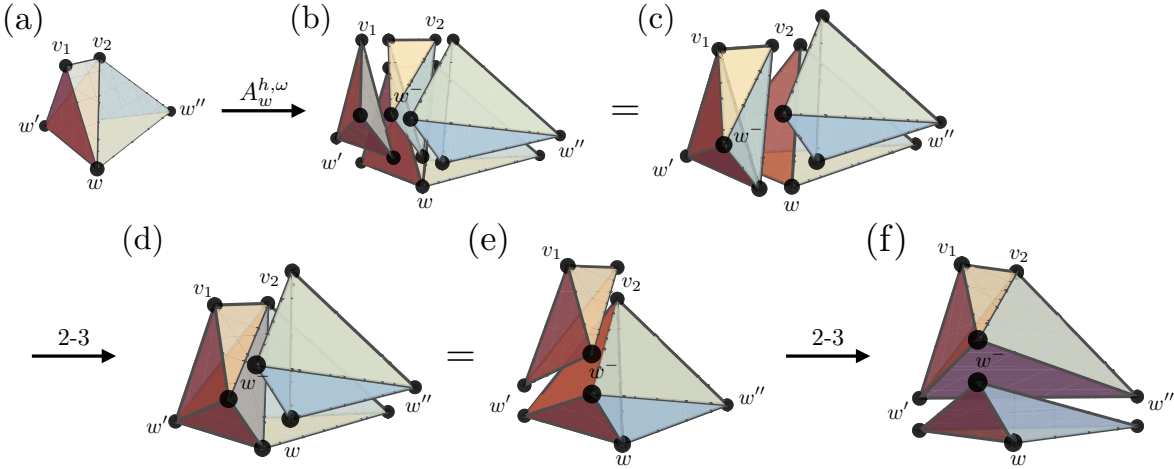 (a)
v₁ v₂
w′ w″
w
A_w^{h,ω}
(b)
v₁ v₂
w⁻
w′ w″
w
=
(c)
v₁ v₂
w⁻
w′ w″
w
2-3
(d)
v₁ v₂
w⁻
w′ w″
w
=
(e)
v₁
v₂
w⁻
w′ w″
w
2-3
(f)
v₁ v₂
w⁻
w′ w″
w